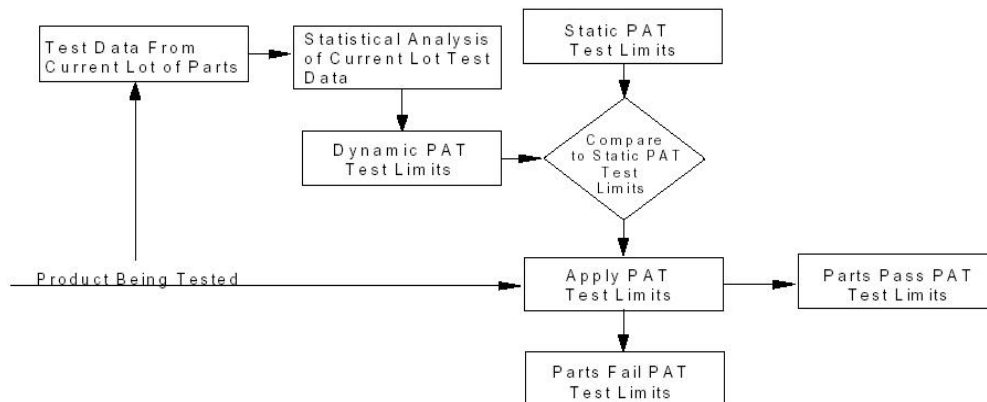 Test Data From
Current Lot of Parts
Statistical Analysis
of Current Lot Test
Data
Static PAT
Test Limits
Dynamic PAT
Test Limits
Compare
to Static PAT
Test
Limits
Product Being Tested
Apply PAT
Test Limits
Parts Pass PAT
Test Limits
Parts Fail PAT
Test Limits